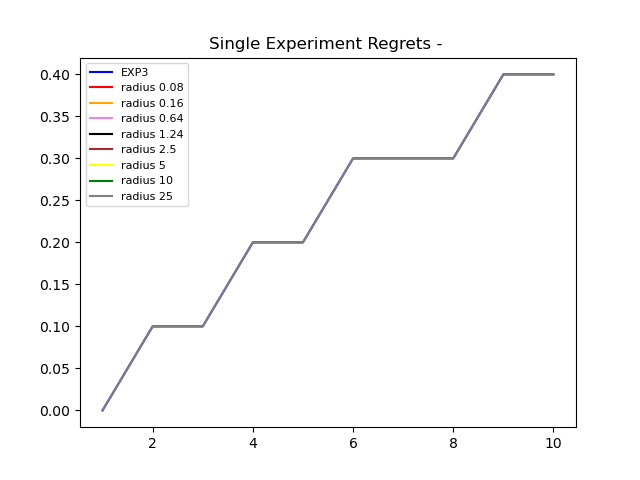 Single Experiment Regrets -
EXP3
radius 0.08
radius 0.16
radius 0.64
radius 1.24
radius 2.5
radius 5
radius 10
radius 25
0.40
0.35
0.30
0.25
0.20
0.15
0.10
0.05
0.00
2 4 6 8 10